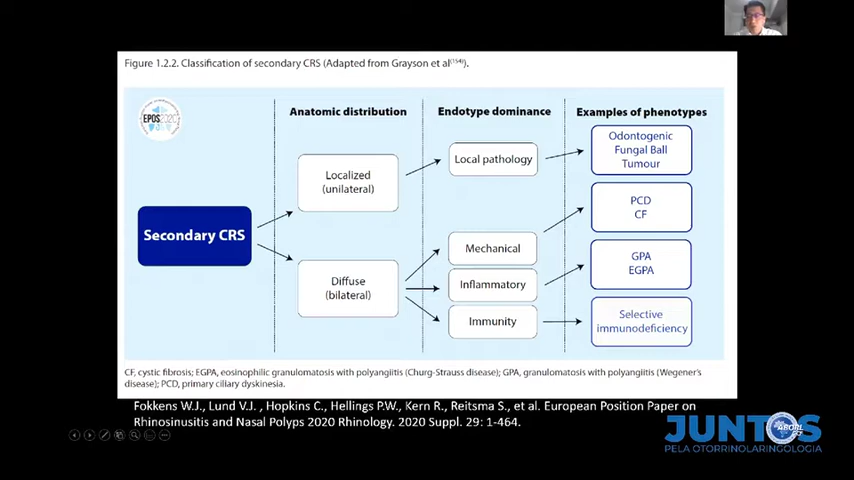 Figure 1.2.2. Classification of secondary CRS (Adapted from Grayson et al(154)).
EPOS2020
Anatomic distribution
Endotype dominance
Examples of phenotypes
Secondary CRS
Localized
(unilateral)
Diffuse
(bilateral)
Local pathology
Mechanical
Inflammatory
Immunity
Odontogenic
Fungal Ball
Tumour
PCD
CF
GPA
EGPA
Selective
immunodeficiency
CF, cystic fibrosis; EGPA, eosinophilic granulomatosis with polyangiitis (Churg-Strauss disease); GPA, granulomatosis with polyangiitis (Wegener's
disease); PCD, primary ciliary dyskinesia.
Fokkens W.J., Lund V.J. , Hopkins C., Hellings P.W., Kern R., Reitsma S., et al. European Position Paper on
Rhinosinusitis and Nasal Polyps 2020 Rhinology. 2020 Suppl. 29: 1-464.
JUNTOS
PELA OTORRINOLARINGOLOGIA